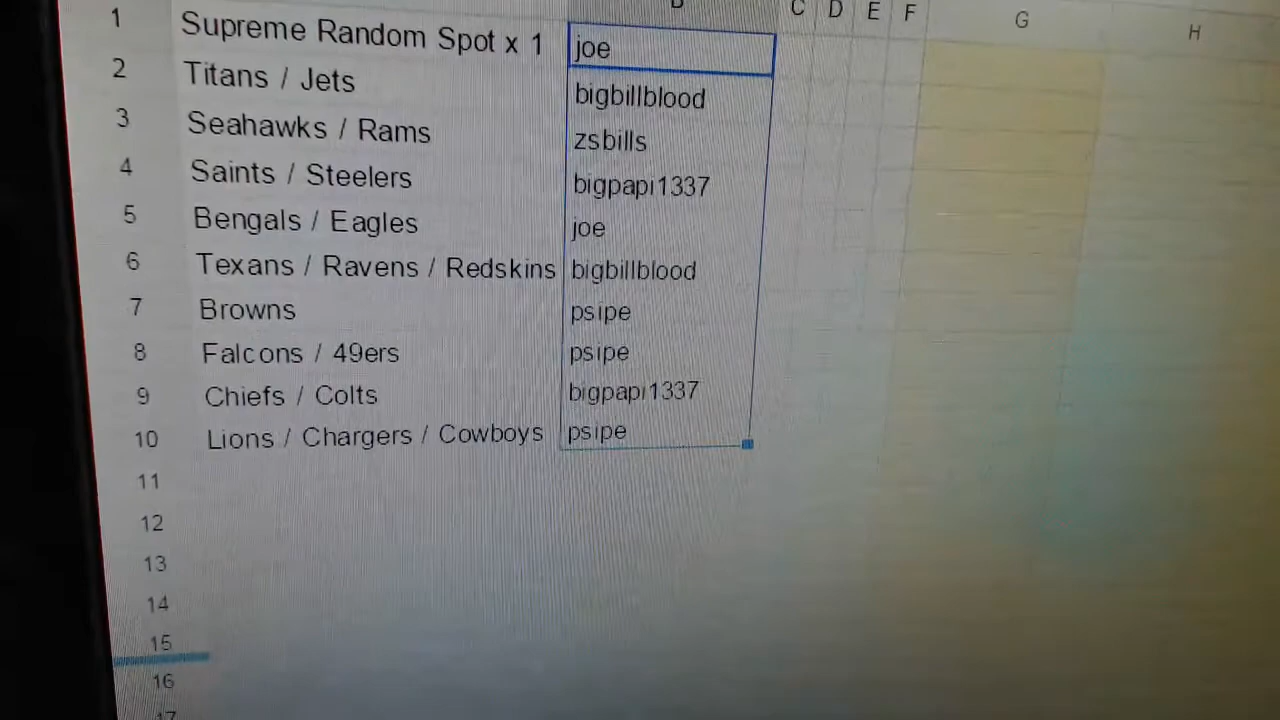 B C D E F G H
1 Supreme Random Spot x 1 joe
2 Titans / Jets bigbillblood
3 Seahawks / Rams zsbills
4 Saints / Steelers bigpapi1337
5 Bengals / Eagles joe
6 Texans / Ravens / Redskins bigbillblood
7 Browns psipe
8 Falcons / 49ers psipe
9 Chiefs / Colts bigpapi1337
10 Lions / Chargers / Cowboys psipe
11
12
13
14
15
16
17